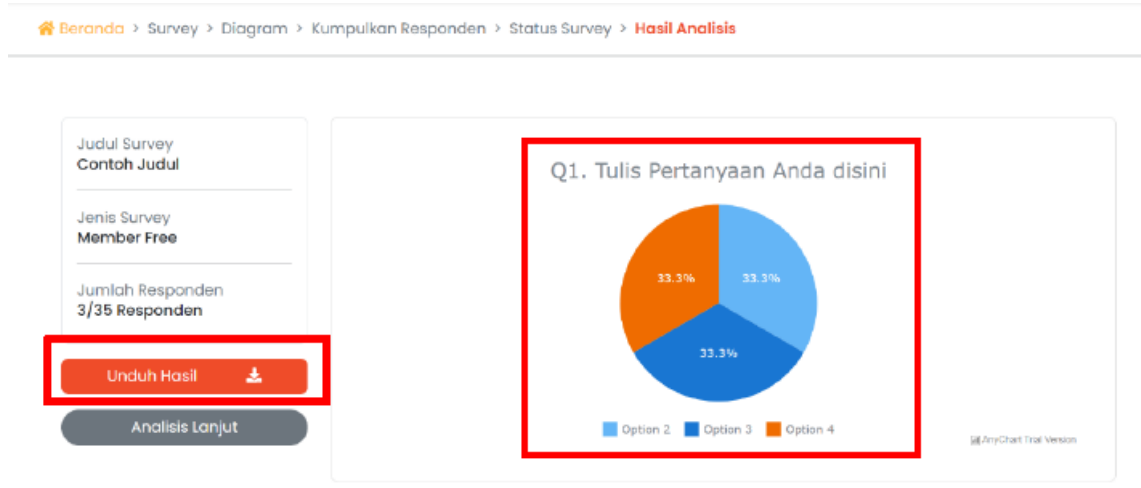 Beranda > Survey > Diagram > Kumpulkan Responden > Status Survey > Hasil Analisis
Judul Survey
Contoh Judul
Jenis Survey
Member Free
Jumlah Responden
3/35 Responden
Unduh Hasil
Analisis Lanjut
Q1. Tulis Pertanyaan Anda disini
33.3%
33.3%
33.3%
Option 2 Option 3 Option 4
AnyChart Trial Version